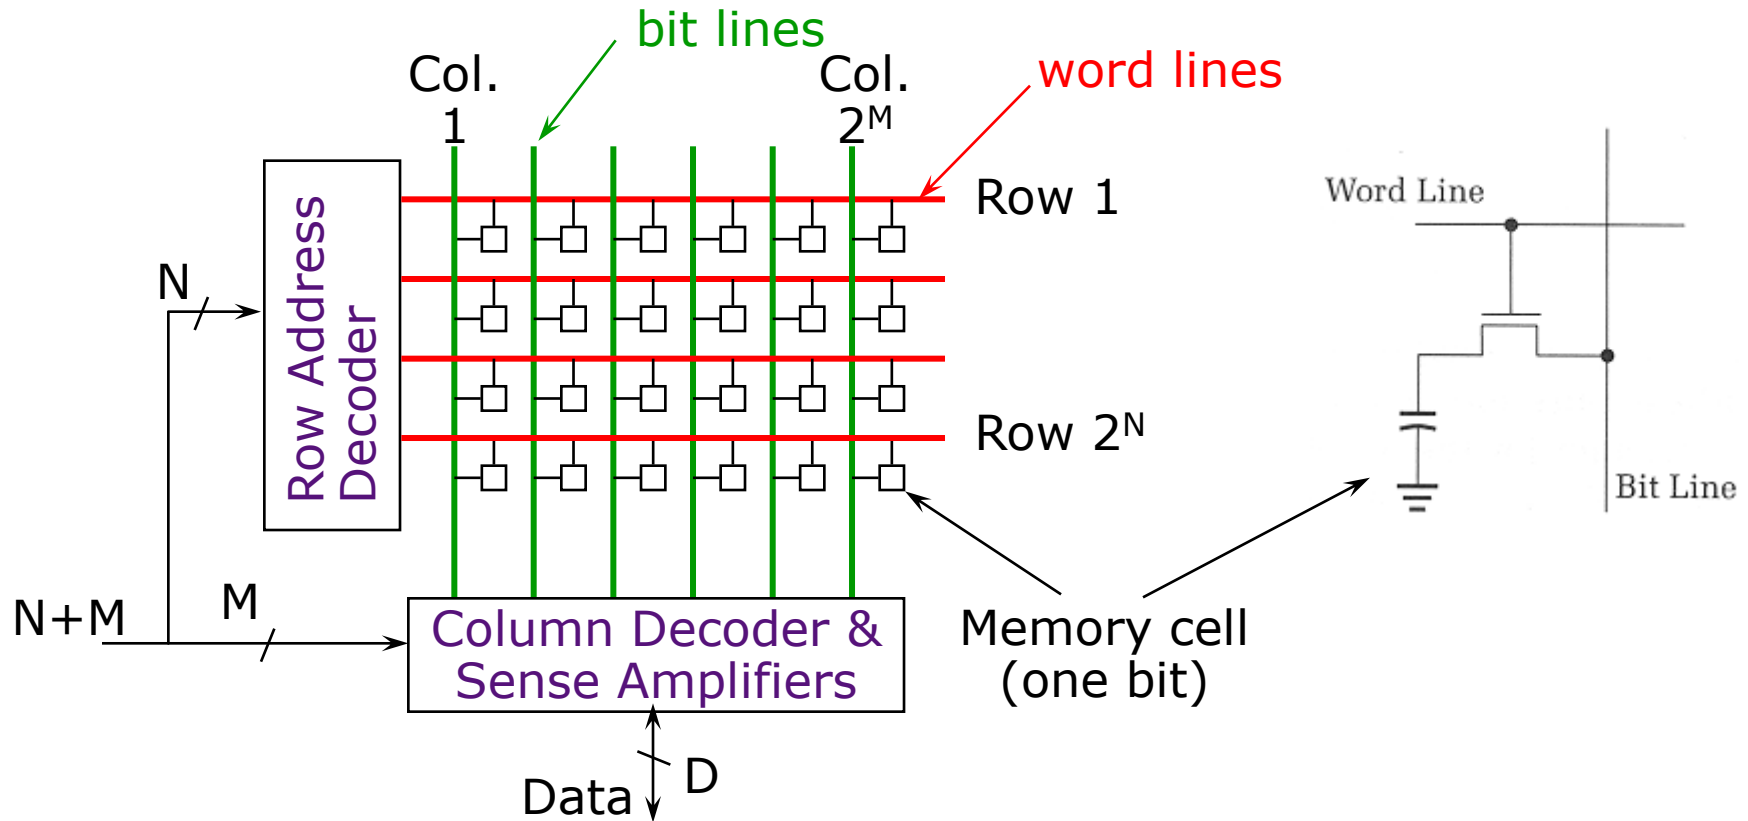 bit lines
Col.
1
Col.
2ᴹ
word lines
Row 1
Word Line
N
Row Address
Decoder
Row 2ᴺ
Bit Line
N+M
M
Column Decoder &
Sense Amplifiers
Memory cell
(one bit)
D
Data